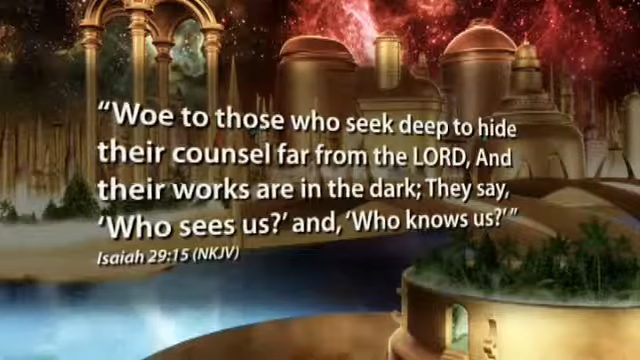 “Woe to those who seek deep to hide
their counsel far from the LORD, And
their works are in the dark; They say,
‘Who sees us?’ and, ‘Who knows us?’”
Isaiah 29:15 (NKJV)